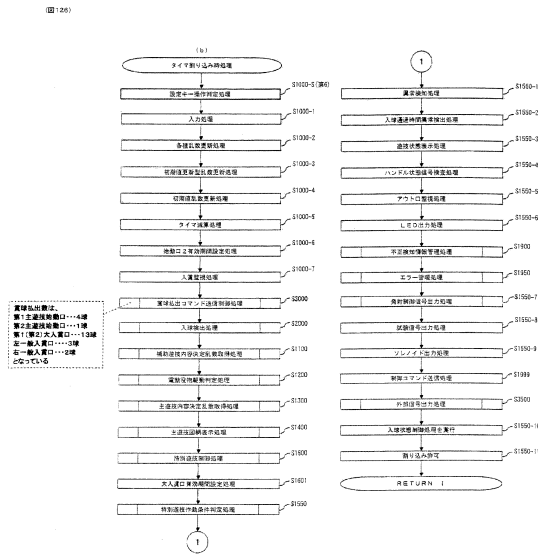 (図126)
(b)
タイマ割り込み時処理
設定キー操作判定処理
S1000-S(第6)
入力処理
S1000-1
各種乱数更新処理
S1000-2
初期値更新型乱数更新処理
S1000-3
初期値乱数更新処理
S1000-4
タイマ減算処理
S1000-5
始動口2有効期間設定処理
S1000-6
入賞監視処理
S1000-7
賞球払出コマンド送信制御処理
S3000
入球検出処理
S2000
補助遊技内容決定乱数取得処理
S1100
電動役物駆動判定処理
S1200
主遊技内容決定乱数取得処理
S1300
主遊技図柄表示処理
S1400
特別遊技制御処理
S1600
大入賞口有効期間設定処理
S1601
特別遊技作動条件判定処理
S1550
1
賞球払出数は、
第1主遊技始動口・・・4球
第2主遊技始動口・・・1球
第1(第2)大入賞口・・・13球
左一般入賞口・・・・3球
右一般入賞口・・・2球
となっている
1
異常検知処理
S1550-1
入球通過時間異常検出処理
S1550-2
遊技状態表示処理
S1550-3
ハンドル状態信号検査処理
S1550-4
アウト口監視処理
S1550-5
LED出力処理
S1550-6
不正検知情報管理処理
S1900
エラー管理処理
S1950
発射制御信号出力処理
S1550-7
試験信号出力処理
S1550-8
ソレノイド出力処理
S1550-9
制御コマンド送信処理
S1999
外部信号出力処理
S3500
入球状態制御処理を実行
S1550-10
割り込み許可
S1550-11
RETURN I